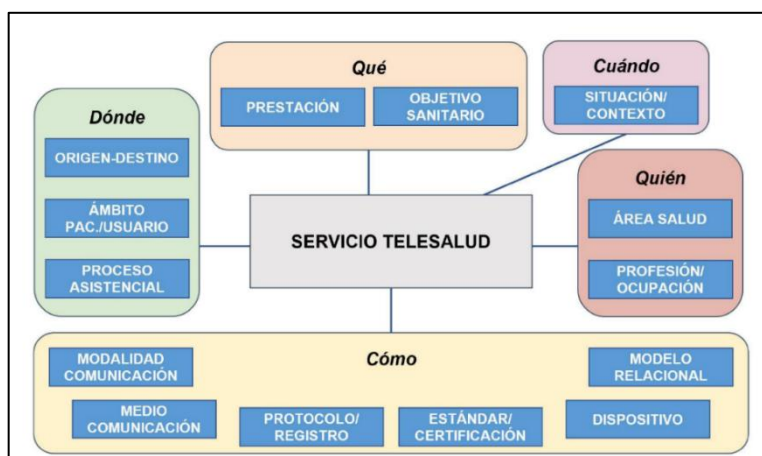 Qué
PRESTACIÓN
OBJETIVO
SANITARIO
Cuándo
SITUACIÓN/
CONTEXTO
Dónde
ORIGEN-DESTINO
ÁMBITO
PAC./USUARIO
PROCESO
ASISTENCIAL
SERVICIO TELESALUD
Quién
ÁREA SALUD
PROFESIÓN/
OCUPACIÓN
Cómo
MODALIDAD
COMUNICACIÓN
MEDIO
COMUNICACIÓN
PROTOCOLO/
REGISTRO
ESTÁNDAR/
CERTIFICACIÓN
DISPOSITIVO
MODELO
RELACIONAL